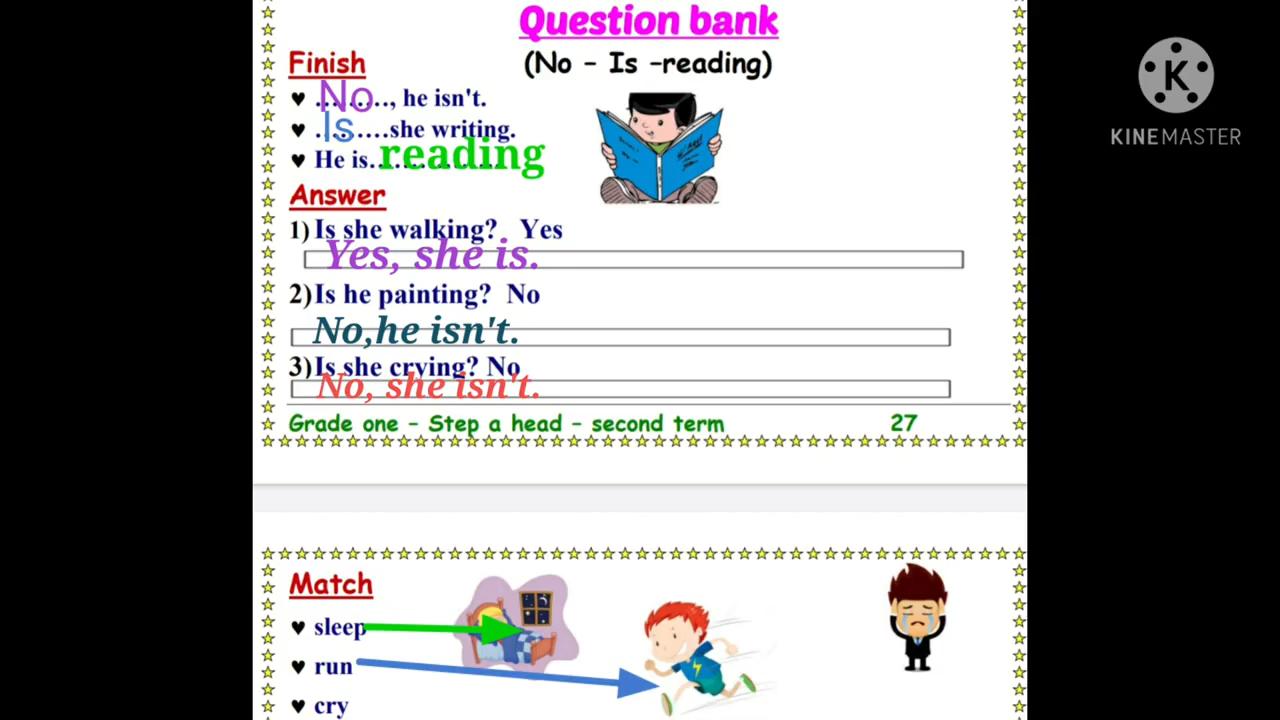 Question bank
Finish
(No - Is -reading)
♥ ………, he isn't.
No
♥ ………she writing.
Is
♥ He is……………
reading
Answer
1) Is she walking? Yes
Yes, she is.
2) Is he painting? No
No,he isn't.
3) Is she crying? No
No, she isn't.
Grade one - Step a head - second term 27
Match
♥ sleep
♥ run
♥ cry
K
KINEMASTER